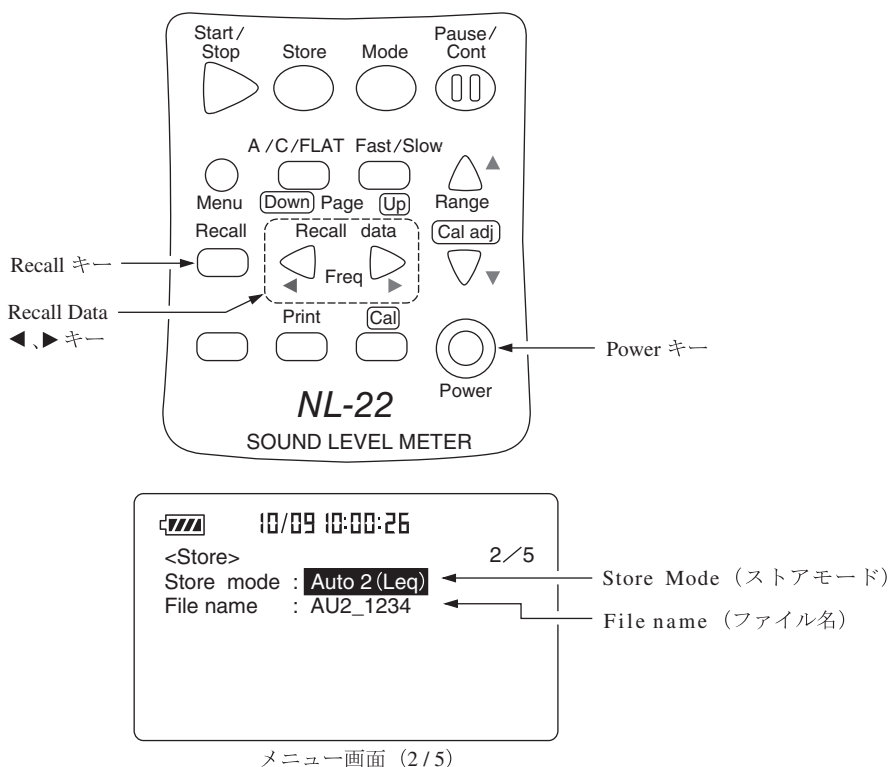 Start/
Stop
Store
Mode
Pause/
Cont
A/C/FLAT
Fast/Slow
Menu
Down Page Up
Range
Recall
Recall data
Cal adj
Freq
Recall キー
Recall Data
◀、▶ キー
Print
Cal
Power キー
Power
NL-22
SOUND LEVEL METER
10/09 10:00:26
<Store>
2/5
Store mode : Auto 2(Leq)
File name : AU2_1234
Store Mode(ストアモード)
File name(ファイル名)
メニュー画面(2/5)